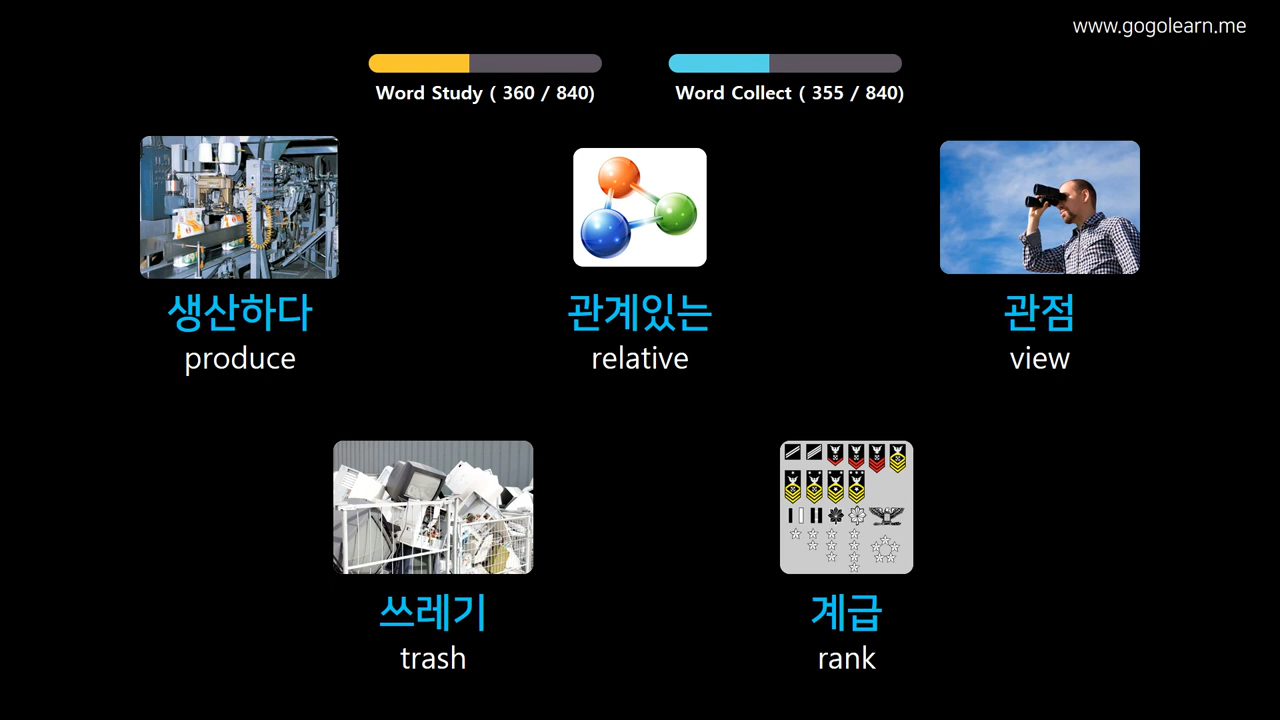 www.gogolearn.me
Word Study ( 360 / 840)
Word Collect ( 355 / 840)
생산하다
produce
관계있는
relative
관점
view
쓰레기
trash
계급
rank